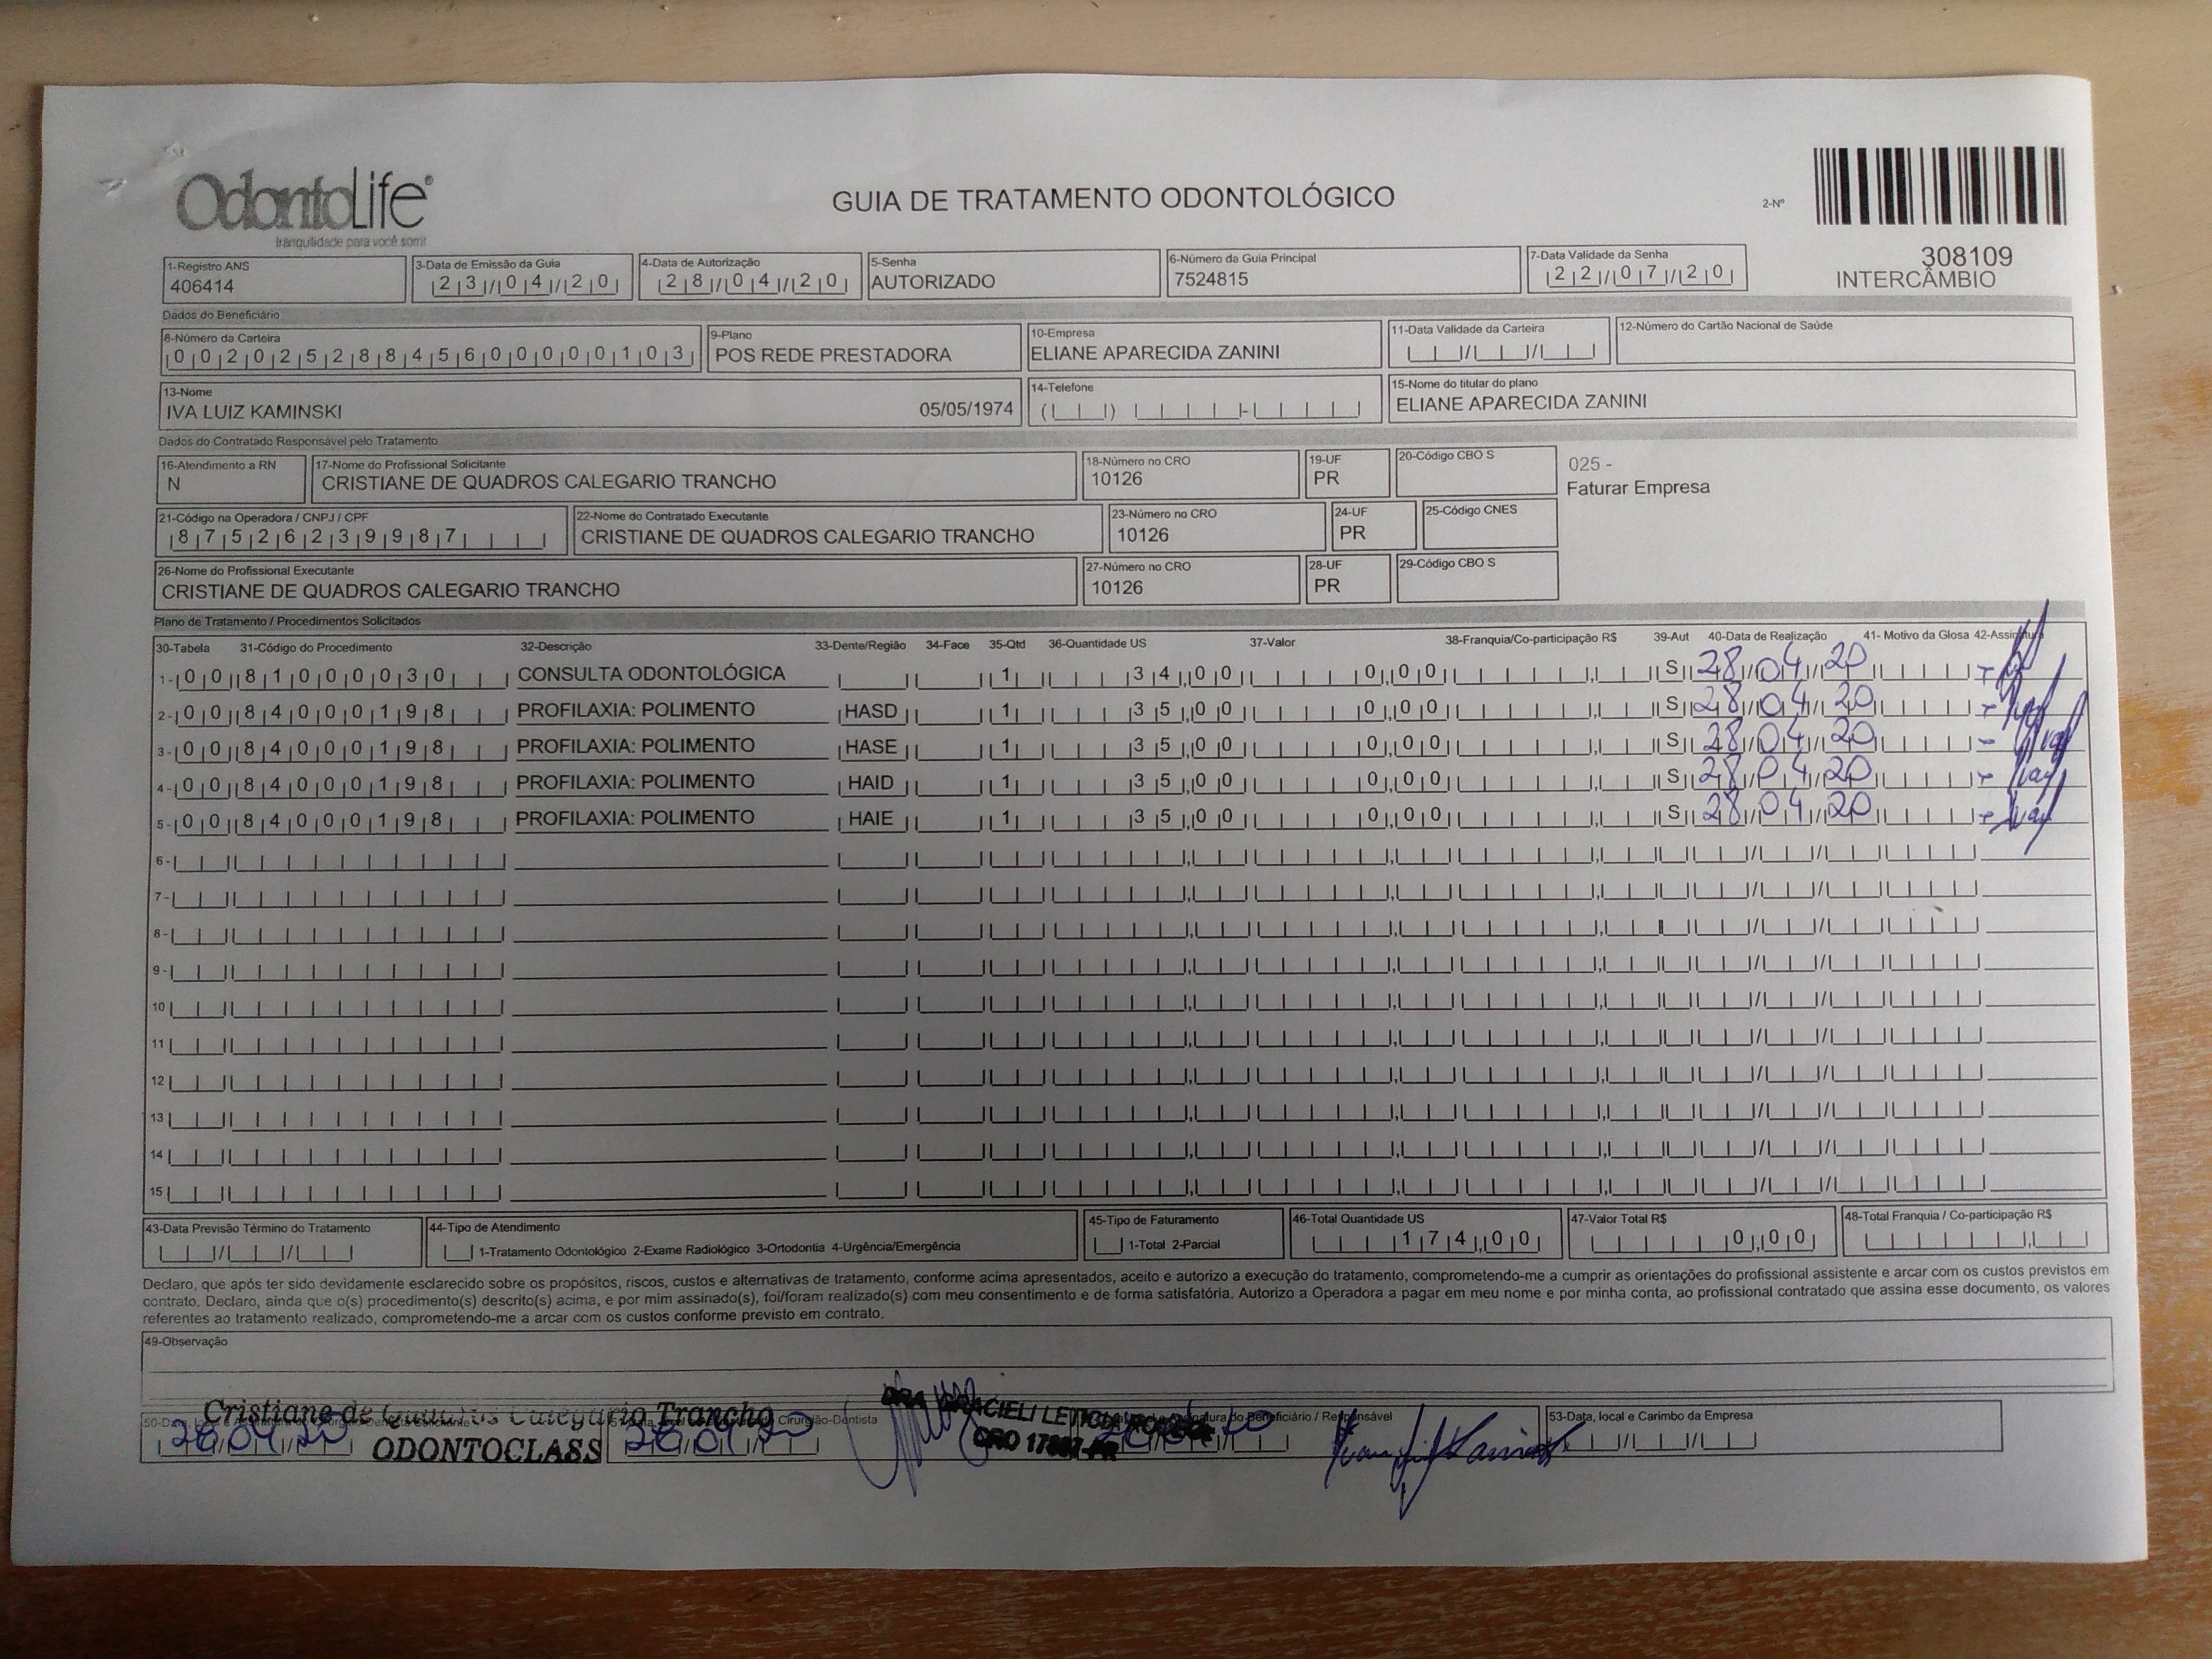 OdontoLife®
tranquilidade para você sorrir
GUIA DE TRATAMENTO ODONTOLÓGICO
2-Nº
308109
INTERCÂMBIO
1-Registro ANS
406414
3-Data de Emissão da Guia
23/04/20
4-Data de Autorização
28/04/20
5-Senha
AUTORIZADO
6-Número da Guia Principal
7524815
7-Data Validade da Senha
22/07/20
Dados do Beneficiário
8-Número da Carteira
00202528845600000103
9-Plano
POS REDE PRESTADORA
10-Empresa
ELIANE APARECIDA ZANINI
11-Data Validade da Carteira
12-Número do Cartão Nacional de Saúde
13-Nome
IVA LUIZ KAMINSKI 05/05/1974
14-Telefone
15-Nome do titular do plano
ELIANE APARECIDA ZANINI
Dados do Contratado Responsável pelo Tratamento
16-Atendimento a RN
N
17-Nome do Profissional Solicitante
CRISTIANE DE QUADROS CALEGARIO TRANCHO
18-Número no CRO
10126
19-UF
PR
20-Código CBO S
025 -
Faturar Empresa
21-Código na Operadora / CNPJ / CPF
87526239987
22-Nome do Contratado Executante
CRISTIANE DE QUADROS CALEGARIO TRANCHO
23-Número no CRO
10126
24-UF
PR
25-Código CNES
26-Nome do Profissional Executante
CRISTIANE DE QUADROS CALEGARIO TRANCHO
27-Número no CRO
10126
28-UF
PR
29-Código CBO S
Plano de Tratamento / Procedimentos Solicitados
30-Tabela 31-Código do Procedimento 32-Descrição 33-Dente/Região 34-Face 35-Qtd 36-Quantidade US 37-Valor 38-Franquia/Co-participação R$ 39-Aut 40-Data de Realização 41- Motivo da Glosa 42-Assinatura
1- 00 81000030 CONSULTA ODONTOLÓGICA 1 34,00 0,00 S 28/04/20
2- 00 84000198 PROFILAXIA: POLIMENTO HASD 1 35,00 0,00 S 28/04/20
3- 00 84000198 PROFILAXIA: POLIMENTO HASE 1 35,00 0,00 S 28/04/20
4- 00 84000198 PROFILAXIA: POLIMENTO HAID 1 35,00 0,00 S 28/04/20
5- 00 84000198 PROFILAXIA: POLIMENTO HAIE 1 35,00 0,00 S 28/04/20
6-
7-
8-
9-
10
11
12
13
14
15
43-Data Previsão Término do Tratamento
44-Tipo de Atendimento
1-Tratamento Odontológico 2-Exame Radiológico 3-Ortodontia 4-Urgência/Emergência
45-Tipo de Faturamento
1-Total 2-Parcial
46-Total Quantidade US
174,00
47-Valor Total R$
0,00
48-Total Franquia / Co-participação R$
Declaro, que após ter sido devidamente esclarecido sobre os propósitos, riscos, custos e alternativas de tratamento, conforme acima apresentados, aceito e autorizo a execução do tratamento, comprometendo-me a cumprir as orientações do profissional assistente e arcar com os custos previstos em
contrato. Declaro, ainda que o(s) procedimento(s) descrito(s) acima, e por mim assinado(s), foi/foram realizado(s) com meu consentimento e de forma satisfatória. Autorizo a Operadora a pagar em meu nome e por minha conta, ao profissional contratado que assina esse documento, os valores
referentes ao tratamento realizado, comprometendo-me a arcar com os custos conforme previsto em contrato.
49-Observação
Cristiane de Quadros Calegario Trancho
ODONTOCLASS
Cirurgião-Dentista
DRA GRACIELI LETICIA
CRO
do Beneficiário / Responsável
53-Data, local e Carimbo da Empresa